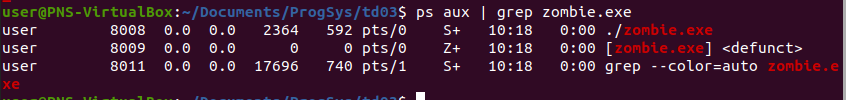 user@PNS-VirtualBox:~/Documents/ProgSys/td03$ ps aux | grep zombie.exe
user 8008 0.0 0.0 2364 592 pts/0 S+ 10:18 0:00 ./zombie.exe
user 8009 0.0 0.0 0 0 pts/0 Z+ 10:18 0:00 [zombie.exe] <defunct>
user 8011 0.0 0.0 17696 740 pts/1 S+ 10:18 0:00 grep --color=auto zombie.e
xe
user@PNS-VirtualBox:~/Documents/ProgSys/td03$